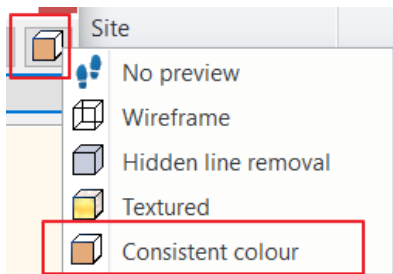 Site
No preview
Wireframe
Hidden line removal
Textured
Consistent colour